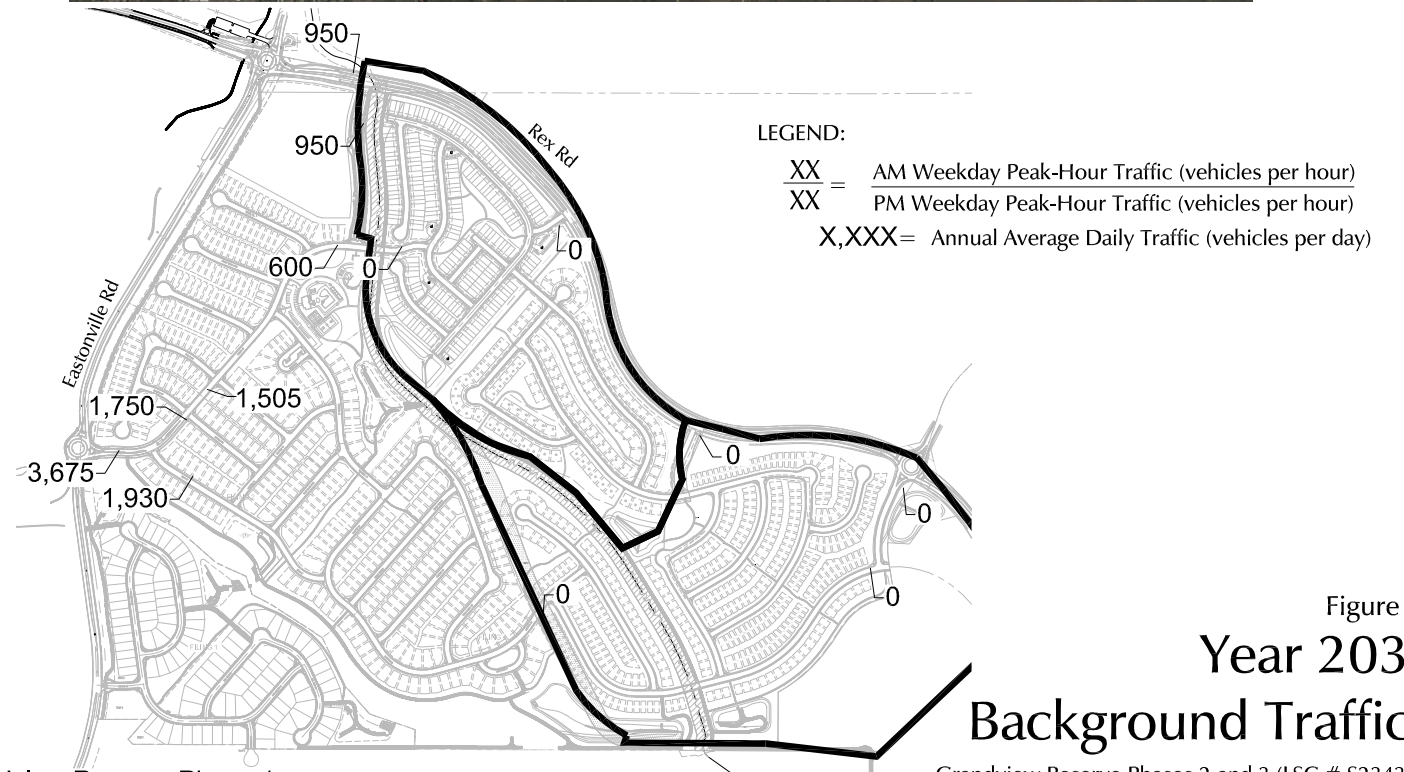 950
950
Rex Rd
LEGEND:
XX
XX
=
AM Weekday Peak-Hour Traffic (vehicles per hour)
PM Weekday Peak-Hour Traffic (vehicles per hour)
X,XXX= Annual Average Daily Traffic (vehicles per day)
600
0
0
Eastonville Rd
1,505
1,750
3,675
1,930
0
0
0
0
FILING 1
Figure
Year 203
Background Traffic